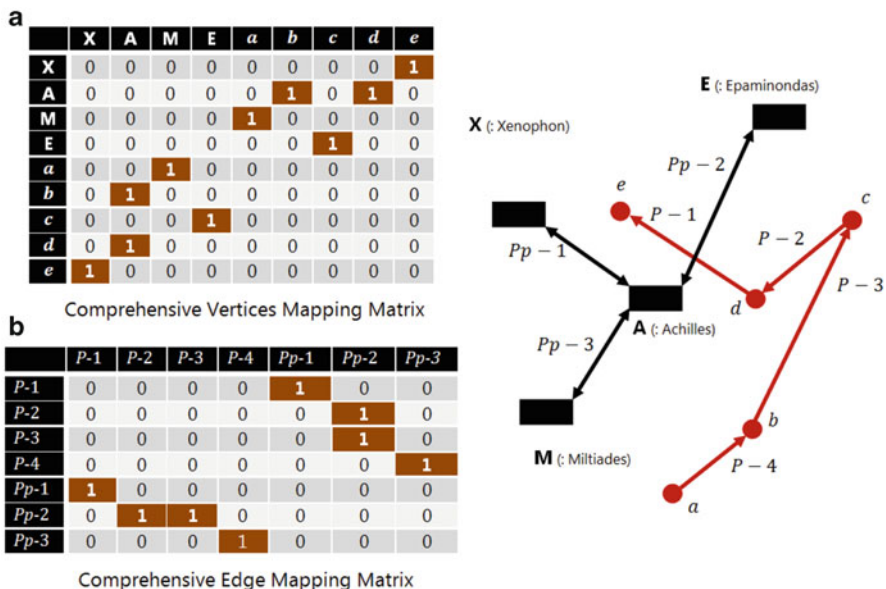 a
X A M E a b c d e
X 0 0 0 0 0 0 0 0 1
A 0 0 0 0 0 1 0 1 0
M 0 0 0 0 1 0 0 0 0
E 0 0 0 0 0 0 1 0 0
a 0 0 1 0 0 0 0 0 0
b 0 1 0 0 0 0 0 0 0
c 0 0 0 1 0 0 0 0 0
d 0 1 0 0 0 0 0 0 0
e 1 0 0 0 0 0 0 0 0
Comprehensive Vertices Mapping Matrix
b
P-1 P-2 P-3 P-4 Pp-1 Pp-2 Pp-3
P-1 0 0 0 0 1 0 0
P-2 0 0 0 0 0 1 0
P-3 0 0 0 0 0 1 0
P-4 0 0 0 0 0 0 1
Pp-1 1 0 0 0 0 0 0
Pp-2 0 1 1 0 0 0 0
Pp-3 0 0 0 1 0 0 0
Comprehensive Edge Mapping Matrix
E (: Epaminondas)
X (: Xenophon)
Pp − 2
e
c
P − 1
P − 2
Pp − 1
P − 3
d
A (: Achilles)
Pp − 3
b
M (: Miltiades)
P − 4
a